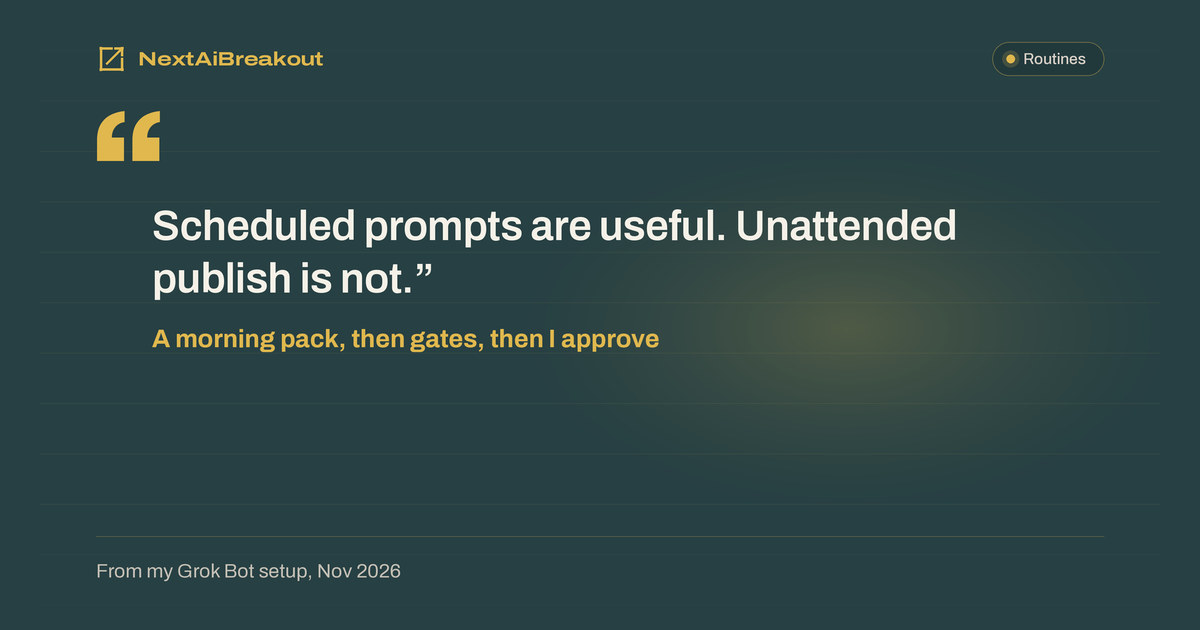 NextAiBreakout
Routines
“
Scheduled prompts are useful. Unattended
publish is not.”
A morning pack, then gates, then I approve
From my Grok Bot setup, Nov 2026